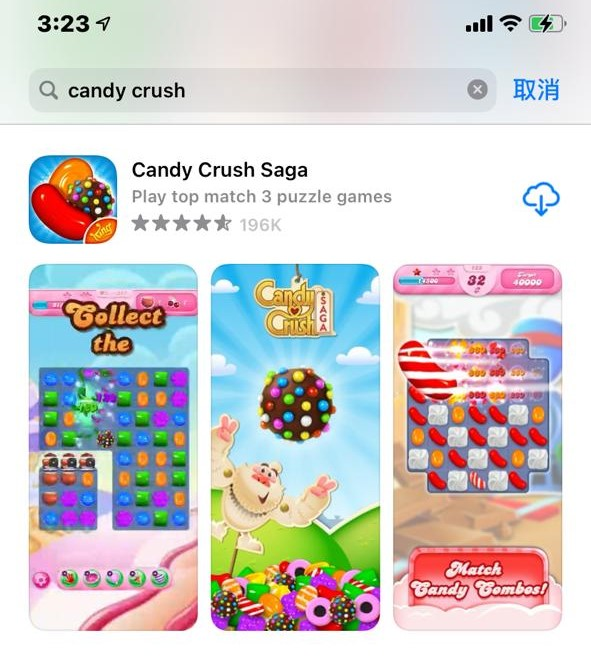 3:23
candy crush
取消
Candy Crush Saga
Play top match 3 puzzle games
196K
King
Collect
the
Candy
Crush
SAGA
32
40000
Match
Candy Combos!